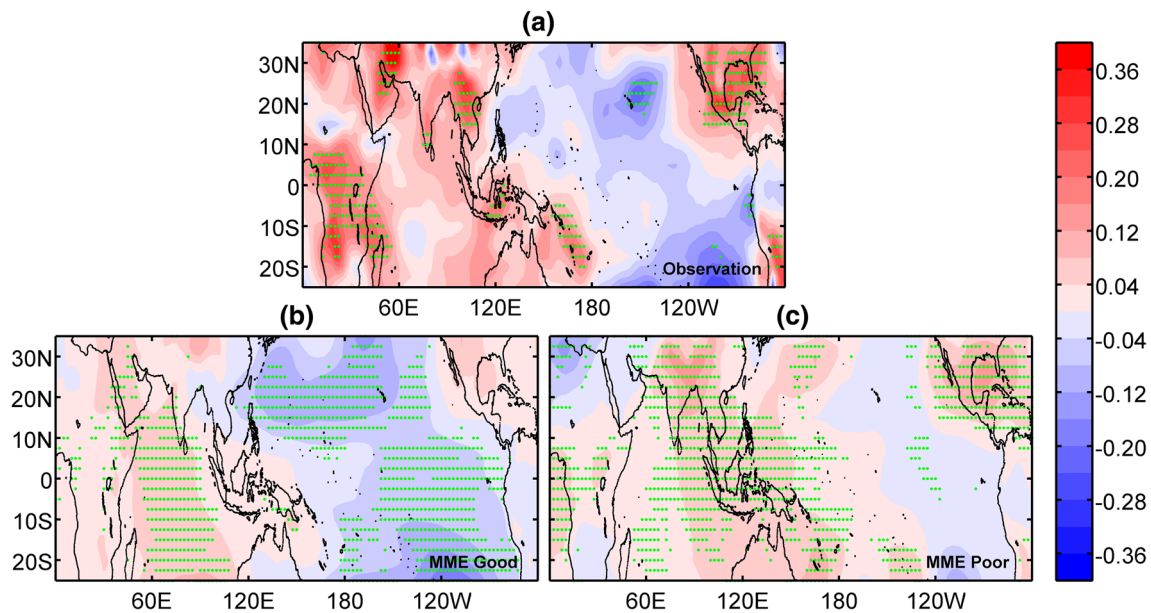 (a)
30N
20N
10N
0
10S
20S
Observation
60E 120E 180 120W
(b) (c)
30N
20N
10N
0
10S
20S
MME Good
MME Poor
60E 120E 180 120W 60E 120E 180 120W
0.36
0.28
0.20
0.12
0.04
-0.04
-0.12
-0.20
-0.28
-0.36